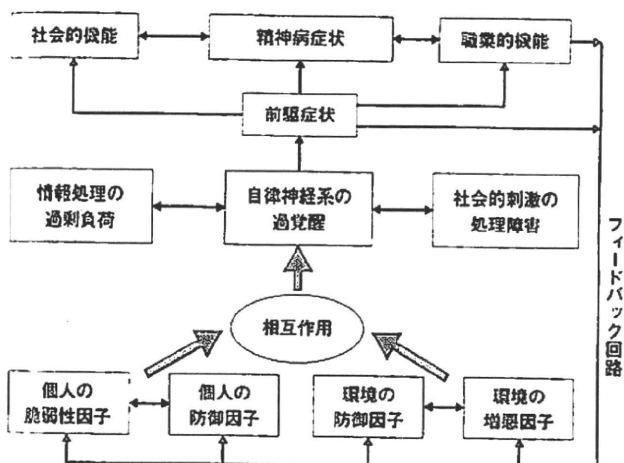 社会的機能
精神病症状
職業的機能
前駆症状
情報処理の
過剰負荷
自律神経系の
過覚醒
社会的刺激の
処理障害
フィードバック回路
相互作用
個人の
脆弱性因子
個人の
防御因子
環境の
防御因子
環境の
増悪因子